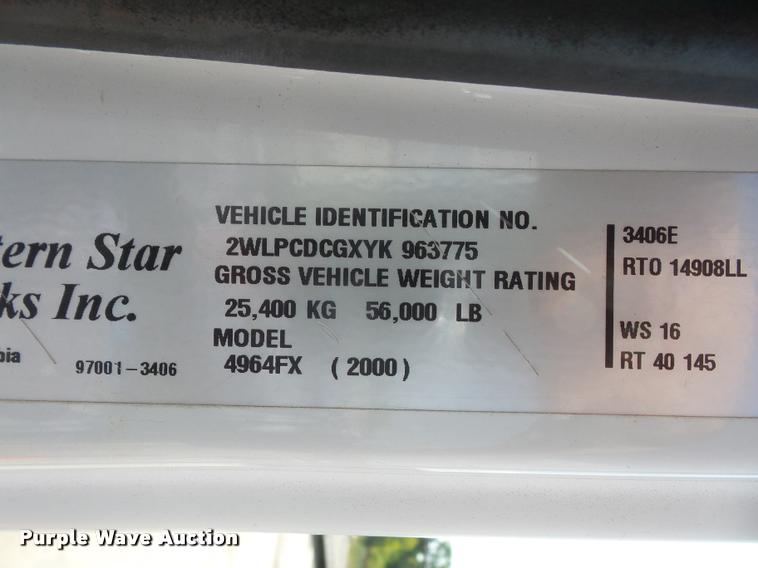 tern Star
ks Inc.
bia
97001-3406
VEHICLE IDENTIFICATION NO.
2WLPCDCGXYK 963775
GROSS VEHICLE WEIGHT RATING
25,400 KG 56,000 LB
MODEL
4964FX (2000)
3406E
RTO 14908LL
WS 16
RT 40 145
Purple Wave Auction